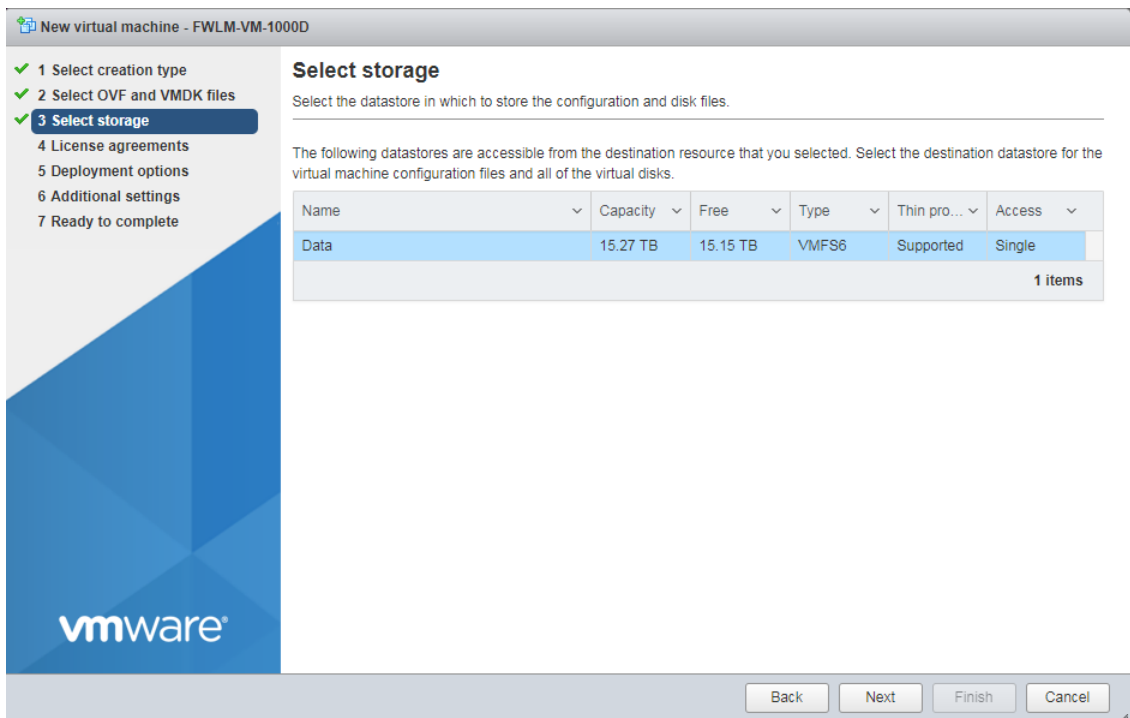 New virtual machine - FWLM-VM-1000D
1 Select creation type
2 Select OVF and VMDK files
3 Select storage
4 License agreements
5 Deployment options
6 Additional settings
7 Ready to complete
vmware®
Select storage
Select the datastore in which to store the configuration and disk files.
The following datastores are accessible from the destination resource that you selected. Select the destination datastore for the
virtual machine configuration files and all of the virtual disks.
Name Capacity Free Type Thin pro... Access
Data 15.27 TB 15.15 TB VMFS6 Supported Single
1 items
Back Next Finish Cancel